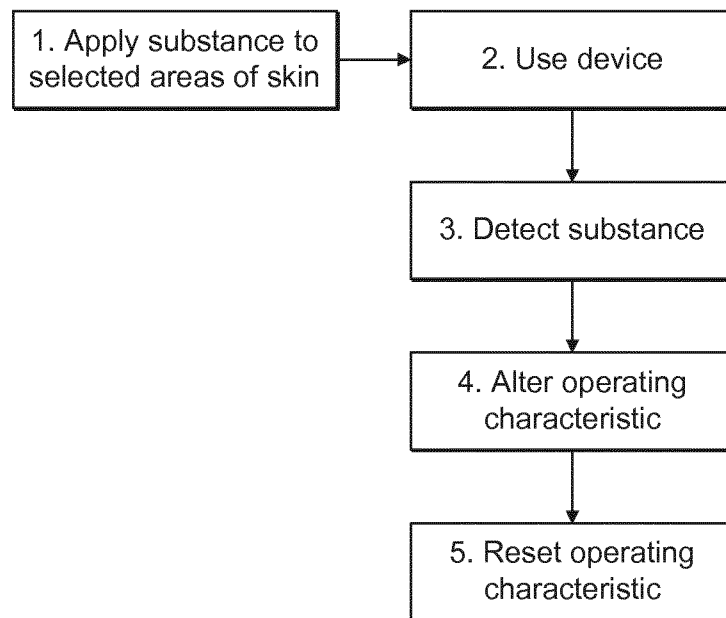 1. Apply substance to
selected areas of skin
2. Use device
3. Detect substance
4. Alter operating
characteristic
5. Reset operating
characteristic